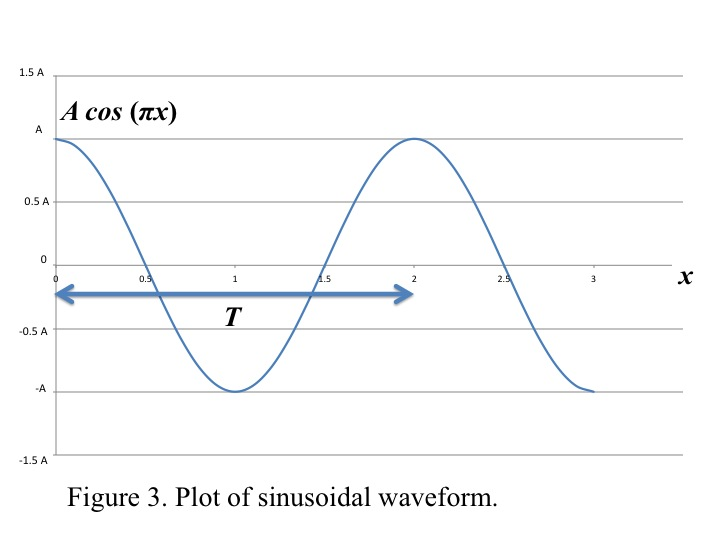 1.5 A
A cos (πx)
A
0.5 A
0
0 0.5 1 1.5 2 2.5 3
x
T
-0.5 A
-A
-1.5 A
Figure 3. Plot of sinusoidal waveform.